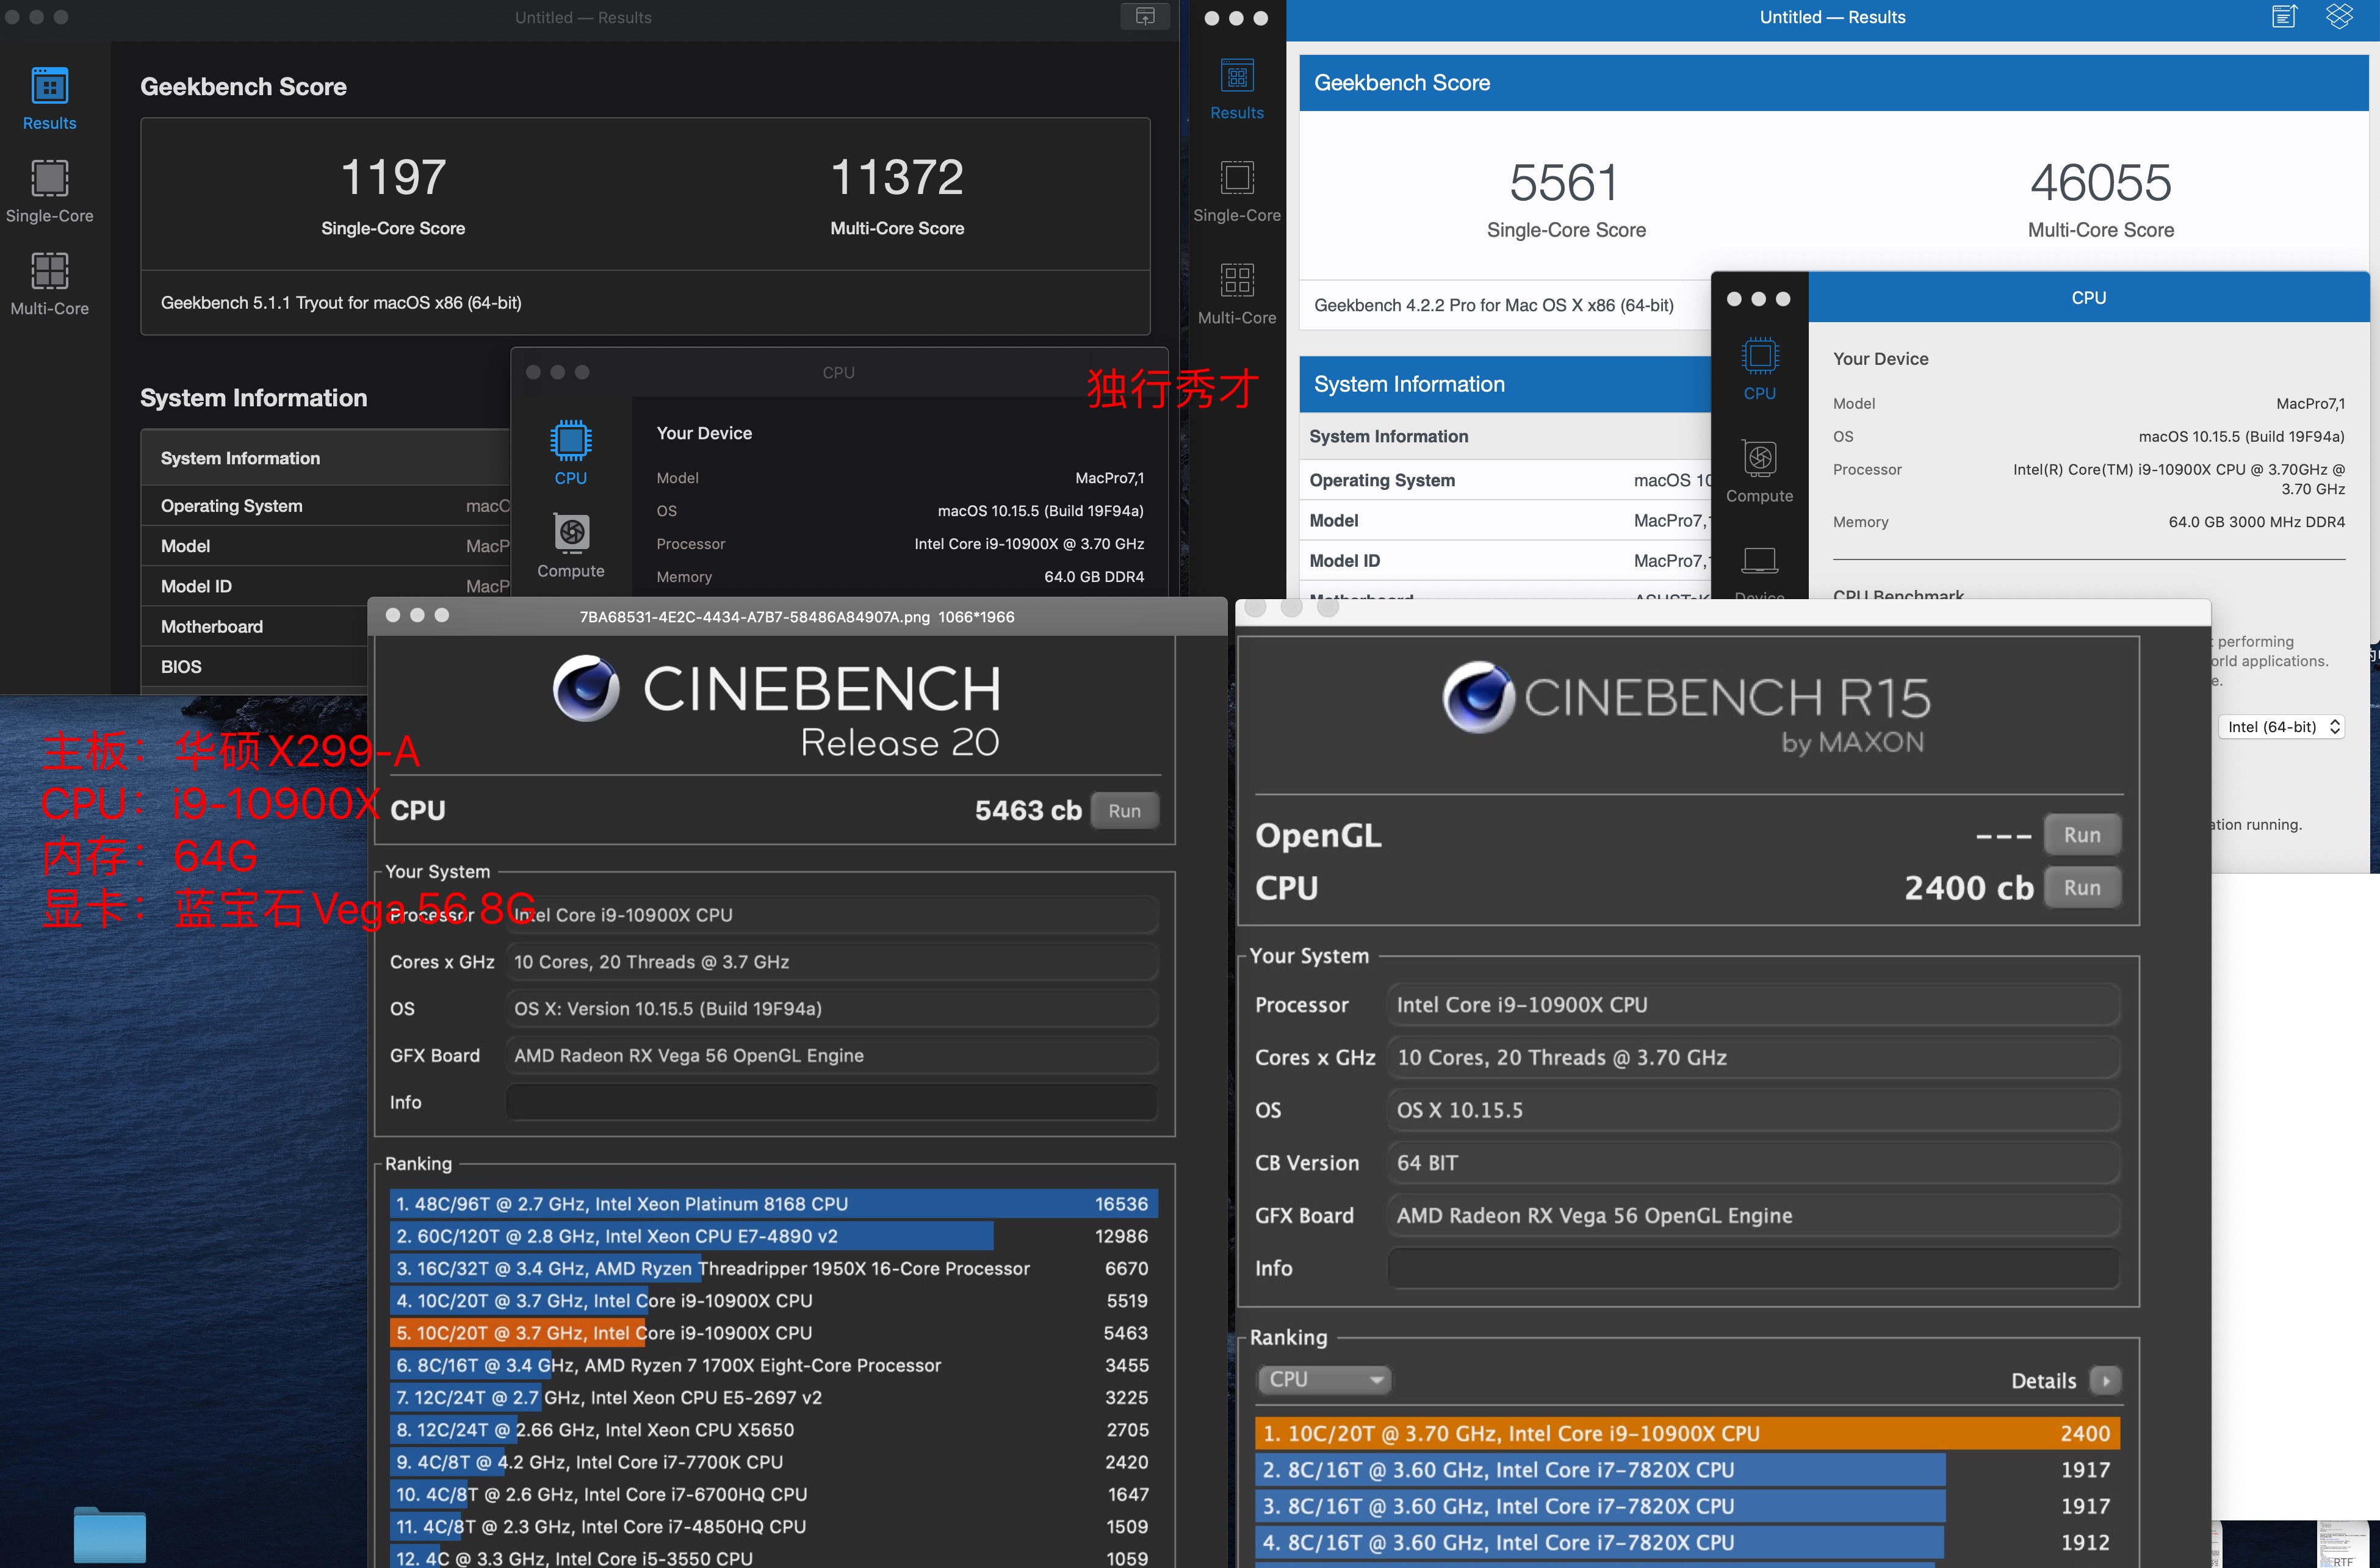 Untitled — Results
Results
Single-Core
Multi-Core
Geekbench Score
1197
Single-Core Score
11372
Multi-Core Score
Geekbench 5.1.1 Tryout for macOS x86 (64-bit)
System Information
System Information
Operating System macO
Model MacP
Model ID MacP
Motherboard
BIOS
CPU
CPU
Compute
Your Device
Model MacPro7,1
OS macOS 10.15.5 (Build 19F94a)
Processor Intel Core i9-10900X @ 3.70 GHz
Memory 64.0 GB DDR4
独行秀才
Untitled — Results
Results
Single-Core
Multi-Core
Geekbench Score
5561
Single-Core Score
46055
Multi-Core Score
Geekbench 4.2.2 Pro for Mac OS X x86 (64-bit)
System Information
System Information
Operating System macOS 10
Model MacPro7,
Model ID MacPro7,
Motherboard
CPU
CPU
Compute
Device
Your Device
Model MacPro7,1
OS macOS 10.15.5 (Build 19F94a)
Processor Intel(R) Core(TM) i9-10900X CPU @ 3.70GHz @
3.70 GHz
Memory 64.0 GB 3000 MHz DDR4
CPU Benchmark
performing
orld applications.
e.
Intel (64-bit)
ation running.
主板：华硕X299-A
CPU：i9-10900X
内存：64G
显卡：蓝宝石Vega 56 8G
7BA68531-4E2C-4434-A7B7-58486A84907A.png 1066*1966
CINEBENCH
Release 20
CPU 5463 cb Run
Your System
Processor Intel Core i9-10900X CPU
Cores x GHz 10 Cores, 20 Threads @ 3.7 GHz
OS OS X: Version 10.15.5 (Build 19F94a)
GFX Board AMD Radeon RX Vega 56 OpenGL Engine
Info
Ranking
1. 48C/96T @ 2.7 GHz, Intel Xeon Platinum 8168 CPU 16536
2. 60C/120T @ 2.8 GHz, Intel Xeon CPU E7-4890 v2 12986
3. 16C/32T @ 3.4 GHz, AMD Ryzen Threadripper 1950X 16-Core Processor 6670
4. 10C/20T @ 3.7 GHz, Intel Core i9-10900X CPU 5519
5. 10C/20T @ 3.7 GHz, Intel Core i9-10900X CPU 5463
6. 8C/16T @ 3.4 GHz, AMD Ryzen 7 1700X Eight-Core Processor 3455
7. 12C/24T @ 2.7 GHz, Intel Xeon CPU E5-2697 v2 3225
8. 12C/24T @ 2.66 GHz, Intel Xeon CPU X5650 2705
9. 4C/8T @ 4.2 GHz, Intel Core i7-7700K CPU 2420
10. 4C/8T @ 2.6 GHz, Intel Core i7-6700HQ CPU 1647
11. 4C/8T @ 2.3 GHz, Intel Core i7-4850HQ CPU 1509
12. 4C @ 3.3 GHz, Intel Core i5-3550 CPU 1059
CINEBENCH R15
by MAXON
OpenGL --- Run
CPU 2400 cb Run
Your System
Processor Intel Core i9-10900X CPU
Cores x GHz 10 Cores, 20 Threads @ 3.70 GHz
OS OS X 10.15.5
CB Version 64 BIT
GFX Board AMD Radeon RX Vega 56 OpenGL Engine
Info
Ranking
CPU Details
1. 10C/20T @ 3.70 GHz, Intel Core i9-10900X CPU 2400
2. 8C/16T @ 3.60 GHz, Intel Core i7-7820X CPU 1917
3. 8C/16T @ 3.60 GHz, Intel Core i7-7820X CPU 1917
4. 8C/16T @ 3.60 GHz, Intel Core i7-7820X CPU 1912
RTF